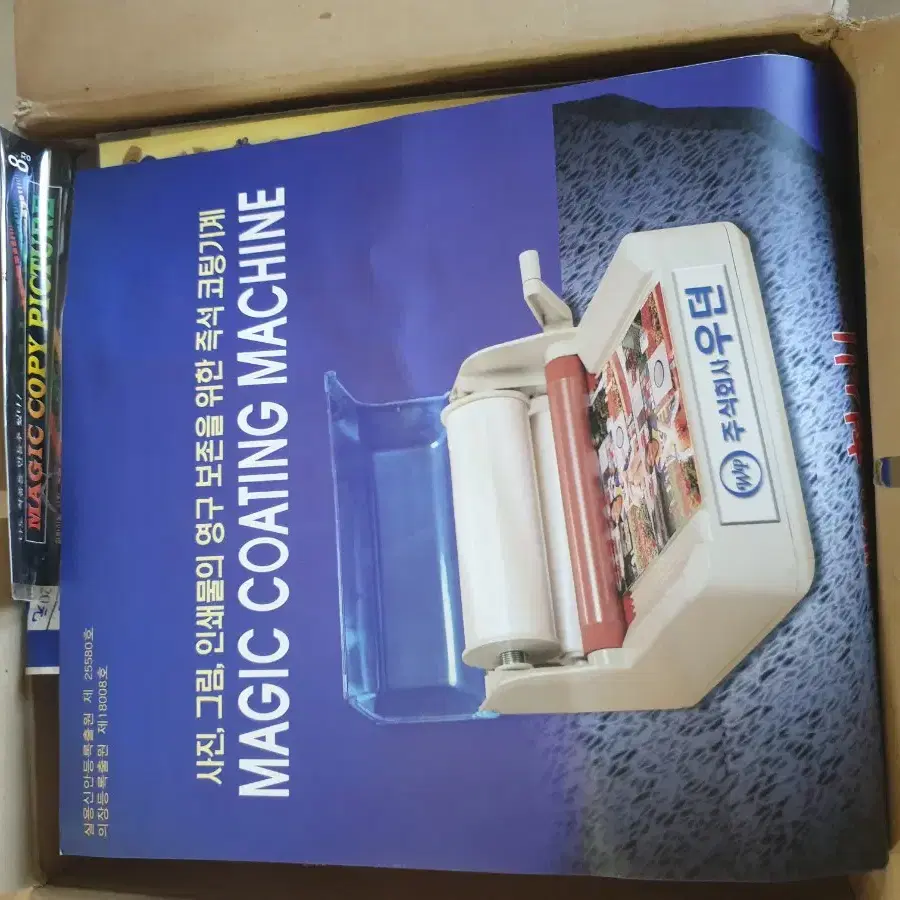 실용신안등록출원 제 25580호
의장등록출원 제18008호
사진, 그림, 인쇄물의 영구 보존을 위한 즉석 코팅기계
MAGIC COATING MACHINE
Wp 주식회사 우던
8장
MAGIC COPY PICTURE